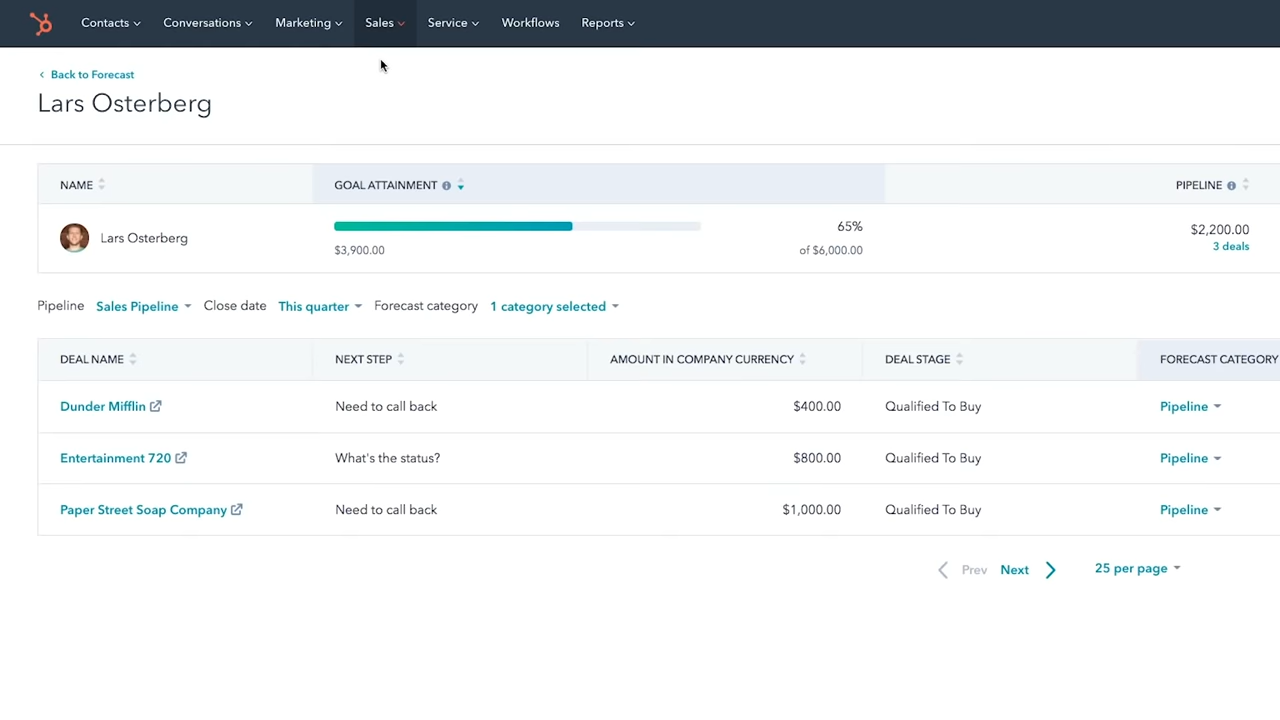 Contacts Conversations Marketing Sales Service Workflows Reports
Back to Forecast
Lars Osterberg
NAME GOAL ATTAINMENT PIPELINE
Lars Osterberg 65% $2,200.00
$3,900.00 of $6,000.00 3 deals
Pipeline Sales Pipeline Close date This quarter Forecast category 1 category selected
DEAL NAME NEXT STEP AMOUNT IN COMPANY CURRENCY DEAL STAGE FORECAST CATEGORY
Dunder Mifflin Need to call back $400.00 Qualified To Buy Pipeline
Entertainment 720 What's the status? $800.00 Qualified To Buy Pipeline
Paper Street Soap Company Need to call back $1,000.00 Qualified To Buy Pipeline
Prev Next 25 per page